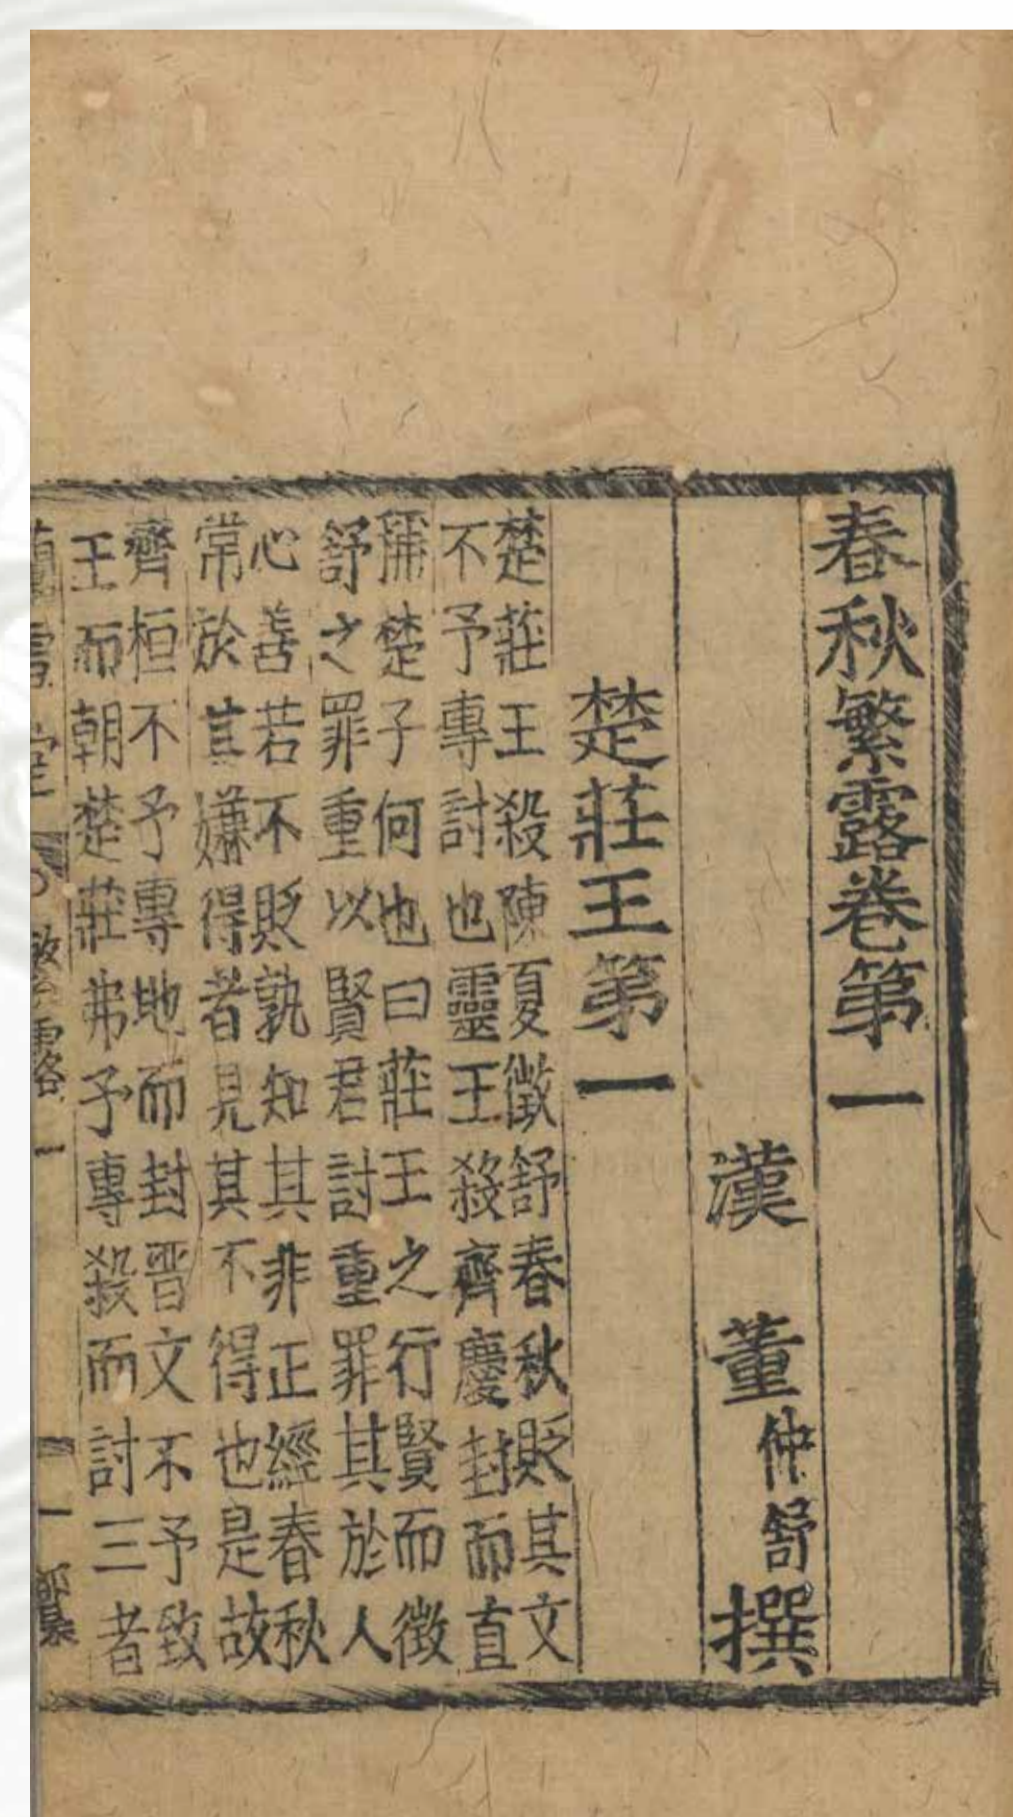 春秋繁露卷第一
漢 董仲舒撰
楚莊王第一
楚莊王殺陳夏徵舒春秋貶其文
不予專討也靈王殺齊慶封而直
稱楚子何也曰莊王之行賢而徵
舒之罪重以賢君討重罪其於人
心善若不貶孰知其非正經春秋
常於其嫌得者見其不得也是故
齊桓不予專地而封晋文不予致
王而朝楚莊弗予專殺而討三者